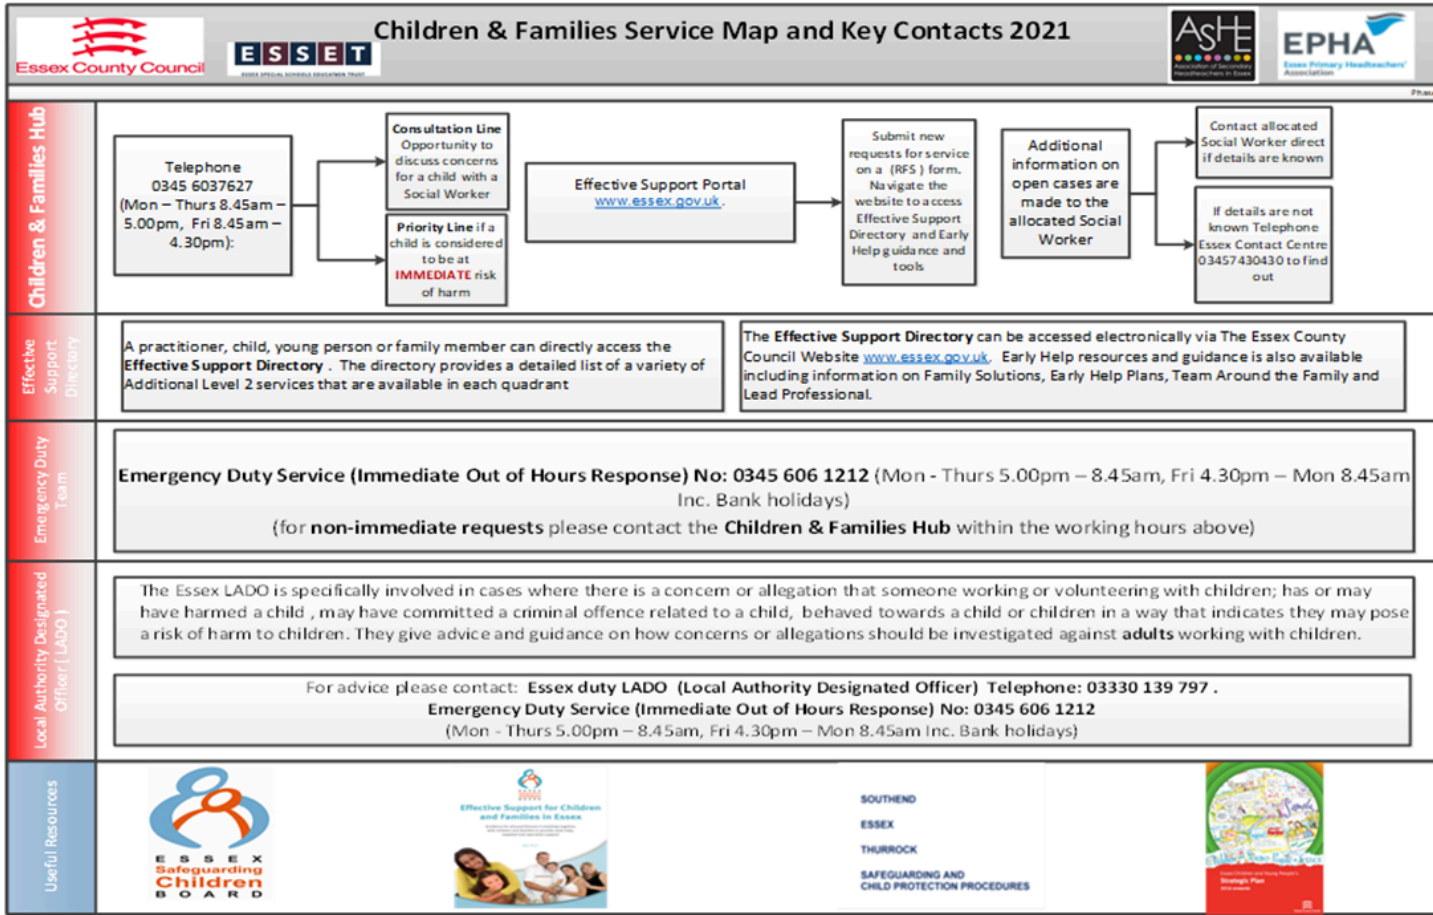 Children & Families Service Map and Key Contacts 2021
Essex County Council
ESSET
ESSEX SPECIAL SCHOOLS EDUCATION TRUST
ASHE
Association of Secondary
Headteachers in Essex
EPHA
Essex Primary Headteachers'
Association
Phase
Children & Families Hub
Telephone
0345 6037627
(Mon – Thurs 8.45am –
5.00pm, Fri 8.45am –
4.30pm):
Consultation Line
Opportunity to
discuss concerns
for a child with a
Social Worker
Priority Line if a
child is considered
to be at
IMMEDIATE risk
of harm
Effective Support Portal
www.essex.gov.uk.
Submit new
requests for service
on a (RFS ) form.
Navigate the
website to access
Effective Support
Directory and Early
Help guidance and
tools
Additional
information on
open cases are
made to the
allocated Social
Worker
Contact allocated
Social Worker direct
if details are known
If details are not
known Telephone
Essex Contact Centre
03457430430 to find
out
Effective
Support
Directory
A practitioner, child, young person or family member can directly access the
Effective Support Directory . The directory provides a detailed list of a variety of
Additional Level 2 services that are available in each quadrant
The Effective Support Directory can be accessed electronically via The Essex County
Council Website www.essex.gov.uk. Early Help resources and guidance is also available
including information on Family Solutions, Early Help Plans, Team Around the Family and
Lead Professional.
Emergency Duty
Team
Emergency Duty Service (Immediate Out of Hours Response) No: 0345 606 1212 (Mon - Thurs 5.00pm – 8.45am, Fri 4.30pm – Mon 8.45am
Inc. Bank holidays)
(for non-immediate requests please contact the Children & Families Hub within the working hours above)
Local Authority Designated
Officer ( LADO )
The Essex LADO is specifically involved in cases where there is a concern or allegation that someone working or volunteering with children; has or may
have harmed a child , may have committed a criminal offence related to a child, behaved towards a child or children in a way that indicates they may pose
a risk of harm to children. They give advice and guidance on how concerns or allegations should be investigated against adults working with children.
For advice please contact: Essex duty LADO (Local Authority Designated Officer) Telephone: 03330 139 797 .
Emergency Duty Service (Immediate Out of Hours Response) No: 0345 606 1212
(Mon - Thurs 5.00pm – 8.45am, Fri 4.30pm – Mon 8.45am Inc. Bank holidays)
Useful Resources
ESSEX
Safeguarding
Children
BOARD
Effective Support for Children
and Families in Essex
SOUTHEND
ESSEX
THURROCK
SAFEGUARDING AND
CHILD PROTECTION PROCEDURES
Essex Children and Young People's
Strategic Plan